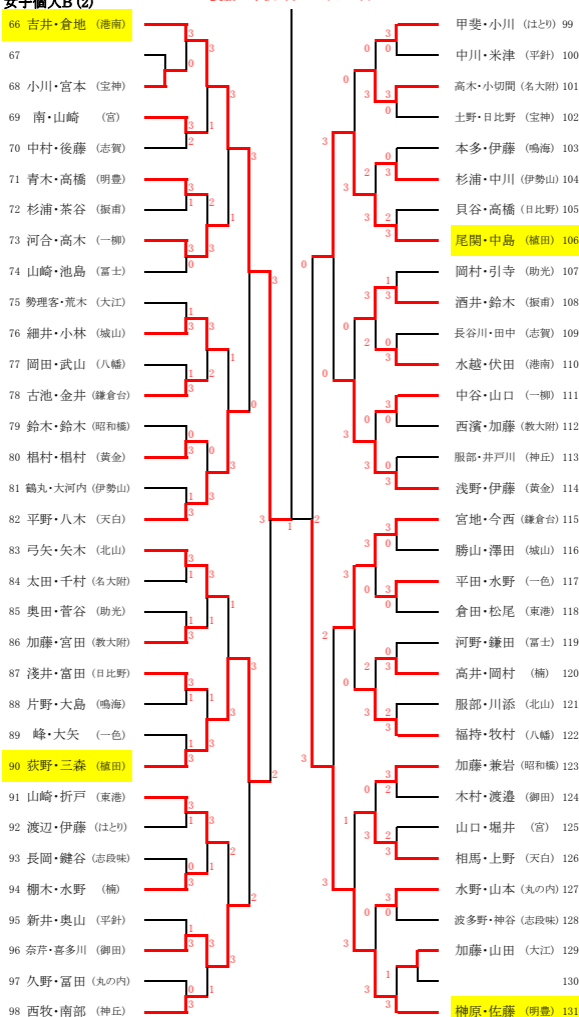 女子個人B (2)
66 吉井・倉地 (港南)
67
68 小川・宮本 (宝神)
69 南・山崎 (宮)
70 中村・後藤 (志賀)
71 青木・高橋 (明豊)
72 杉浦・茶谷 (振甫)
73 河合・高木 (一柳)
74 山崎・池島 (冨士)
75 勢理客・荒木 (大江)
76 細井・小林 (城山)
77 岡田・武山 (八幡)
78 古池・金井 (鎌倉台)
79 鈴木・鈴木 (昭和橋)
80 椙村・椙村 (黄金)
81 鶴丸・大河内 (伊勢山)
82 平野・八木 (天白)
83 弓矢・矢木 (北山)
84 太田・千村 (名大附)
85 奥田・菅谷 (助光)
86 加藤・宮田 (教大附)
87 淺井・富田 (日比野)
88 片野・大島 (鳴海)
89 峰・大矢 (一色)
90 荻野・三森 (植田)
91 山崎・折戸 (東港)
92 渡辺・伊藤 (はとり)
93 長岡・鍵谷 (志段味)
94 棚木・水野 (楠)
95 新井・奥山 (平針)
96 奈芹・喜多川 (御田)
97 久野・冨田 (丸の内)
98 西牧・南部 (神丘)
甲斐・小川 (はとり) 99
中川・米津 (平針) 100
高木・小切間 (名大附) 101
土野・日比野 (宝神) 102
本多・伊藤 (鳴海) 103
杉浦・中川 (伊勢山) 104
貝谷・高橋 (日比野) 105
尾関・中島 (植田) 106
岡村・引寺 (助光) 107
酒井・鈴木 (振甫) 108
長谷川・田中 (志賀) 109
水越・伏田 (港南) 110
中谷・山口 (一柳) 111
西濱・加藤 (教大附) 112
服部・井戸川 (神丘) 113
浅野・伊藤 (黄金) 114
宮地・今西 (鎌倉台) 115
勝山・澤田 (城山) 116
平田・水野 (一色) 117
倉田・松尾 (東港) 118
河野・鎌田 (冨士) 119
高井・岡村 (楠) 120
服部・川添 (北山) 121
福持・牧村 (八幡) 122
加藤・兼岩 (昭和橋) 123
木村・渡邉 (御田) 124
山口・堀井 (宮) 125
相馬・上野 (天白) 126
水野・山本 (丸の内) 127
波多野・神谷 (志段味) 128
加藤・山田 (大江) 129
130
榊原・佐藤 (明豊) 131